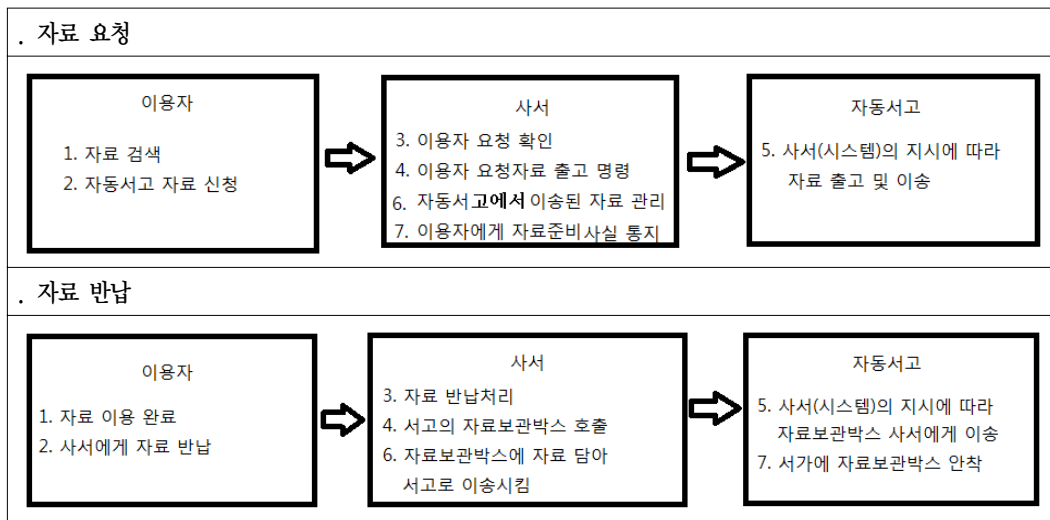 . 자료 요청
이용자
1. 자료 검색
2. 자동서고 자료 신청
사서
3. 이용자 요청 확인
4. 이용자 요청자료 출고 명령
6. 자동서고에서 이송된 자료 관리
7. 이용자에게 자료준비사실 통지
자동서고
5. 사서(시스템)의 지시에 따라
자료 출고 및 이송
. 자료 반납
이용자
1. 자료 이용 완료
2. 사서에게 자료 반납
사서
3. 자료 반납처리
4. 서고의 자료보관박스 호출
6. 자료보관박스에 자료 담아
서고로 이송시킴
자동서고
5. 사서(시스템)의 지시에 따라
자료보관박스 사서에게 이송
7. 서가에 자료보관박스 안착